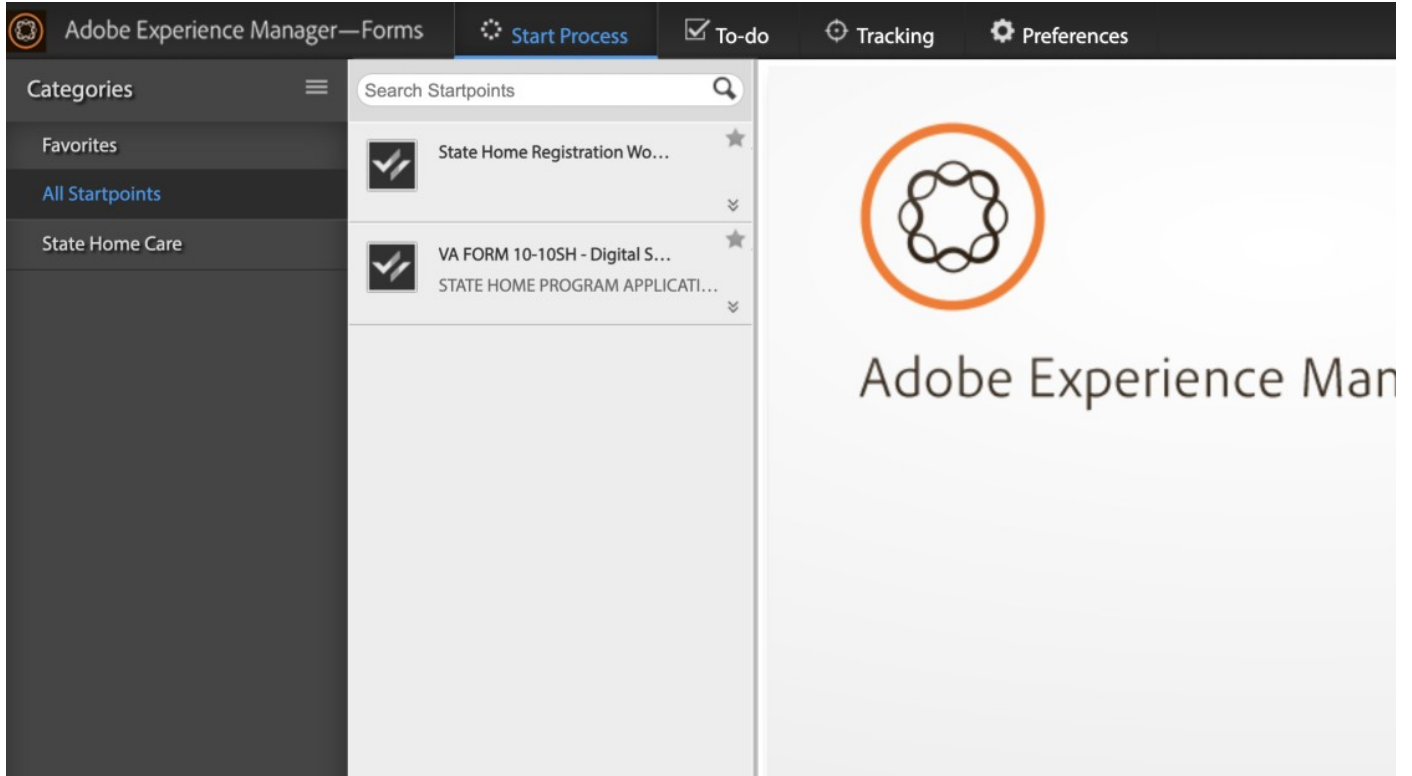 Adobe Experience Manager—Forms
Start Process
To-do
Tracking
Preferences
Categories
Favorites
All Startpoints
State Home Care
Search Startpoints
State Home Registration Wo...
VA FORM 10-10SH - Digital S...
STATE HOME PROGRAM APPLICATI...
Adobe Experience Man